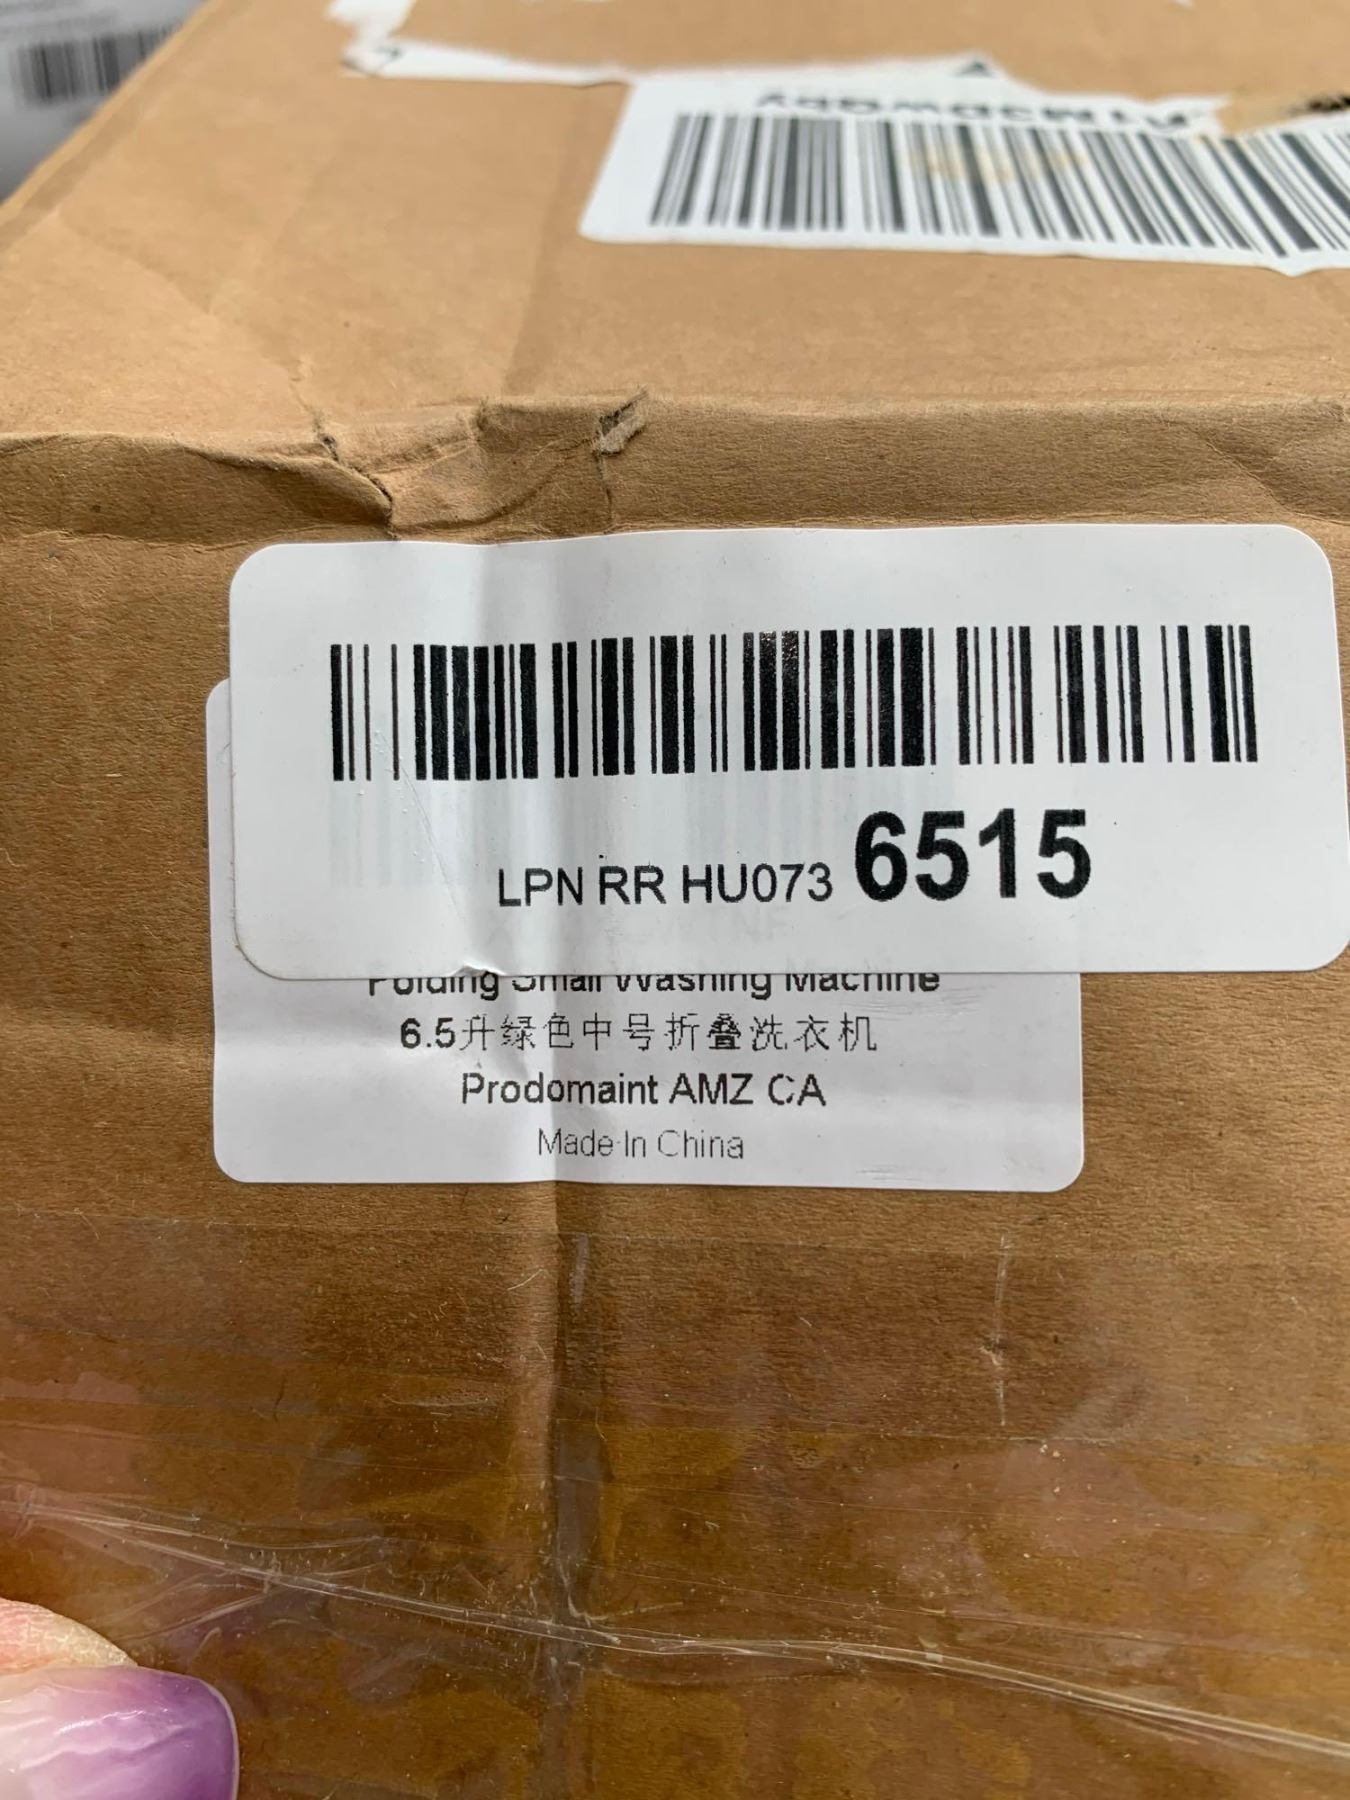 LPN RR HU073 6515
Folding Small Washing Machine
6.5升绿色中号折叠洗衣机
Prodomaint AMZ CA
Made In China